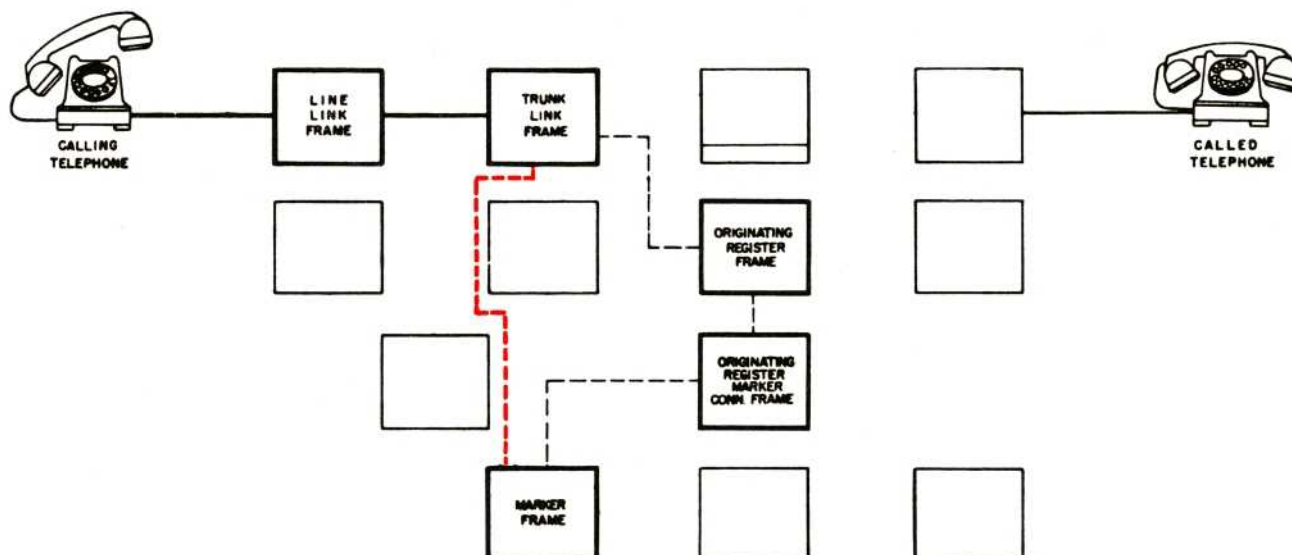 LINE
LINK
FRAME
TRUNK
LINK
FRAME
CALLING
TELEPHONE
CALLED
TELEPHONE
ORIGINATING
REGISTER
FRAME
ORIGINATING
REGISTER
MARKER
CONN. FRAME
MARKER
FRAME